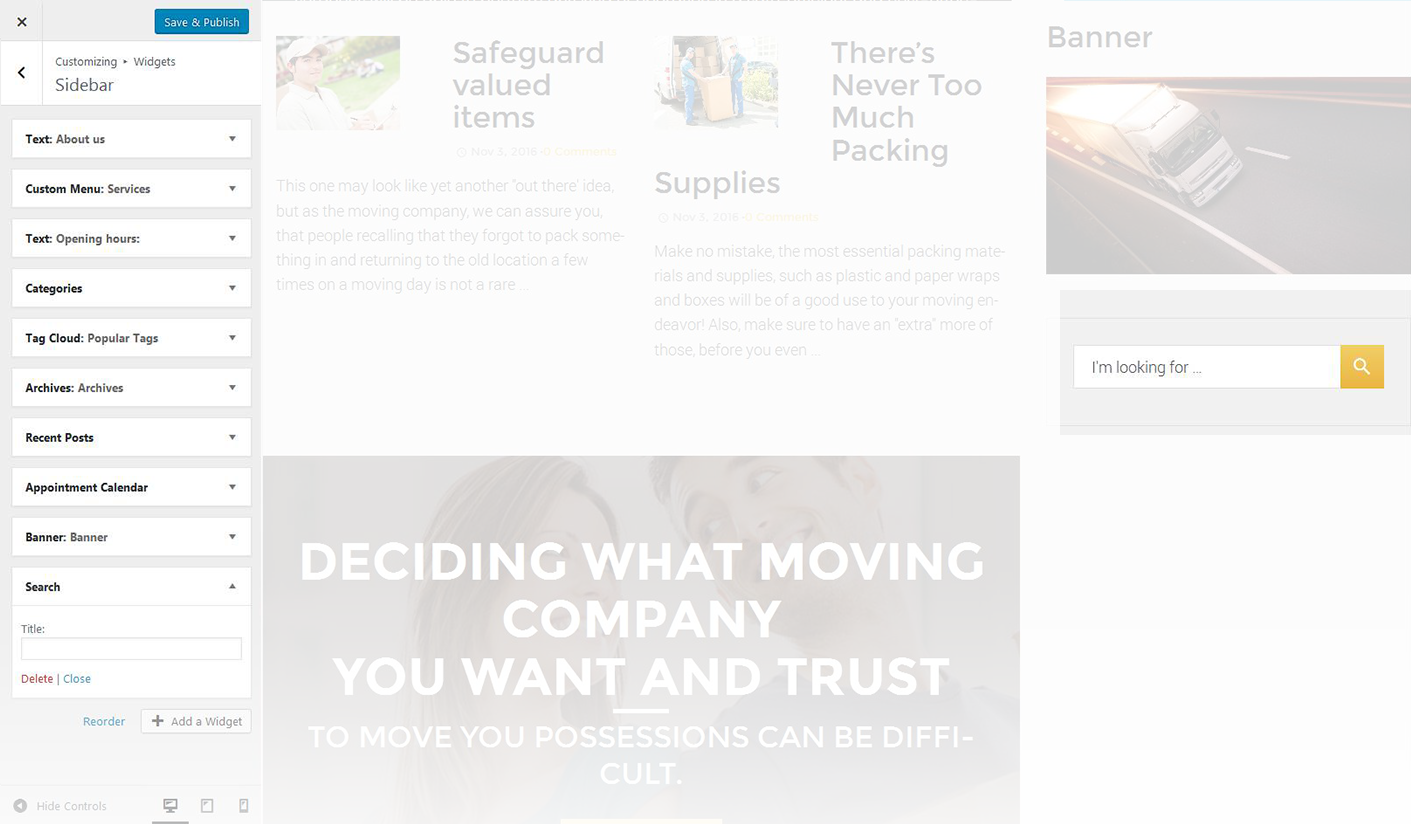 Save & Publish
Customizing ▸ Widgets
Sidebar
Text: About us
Custom Menu: Services
Text: Opening hours:
Categories
Tag Cloud: Popular Tags
Archives: Archives
Recent Posts
Appointment Calendar
Banner: Banner
Search
Title:
Delete | Close
Reorder
Add a Widget
Hide Controls
Safeguard
valued
items
Nov 3, 2016 •0 Comments
This one may look like yet another "out there' idea,
but as the moving company, we can assure you,
that people recalling that they forgot to pack some-
thing in and returning to the old location a few
times on a moving day is not a rare ...
There's
Never Too
Much
Packing
Supplies
Nov 3, 2016 •0 Comments
Make no mistake, the most essential packing mate-
rials and supplies, such as plastic and paper wraps
and boxes will be of a good use to your moving en-
deavor! Also, make sure to have an "extra" more of
those, before you even ...
Banner
I'm looking for ...
DECIDING WHAT MOVING
COMPANY
YOU WANT AND TRUST
TO MOVE YOU POSSESSIONS CAN BE DIFFI-
CULT.